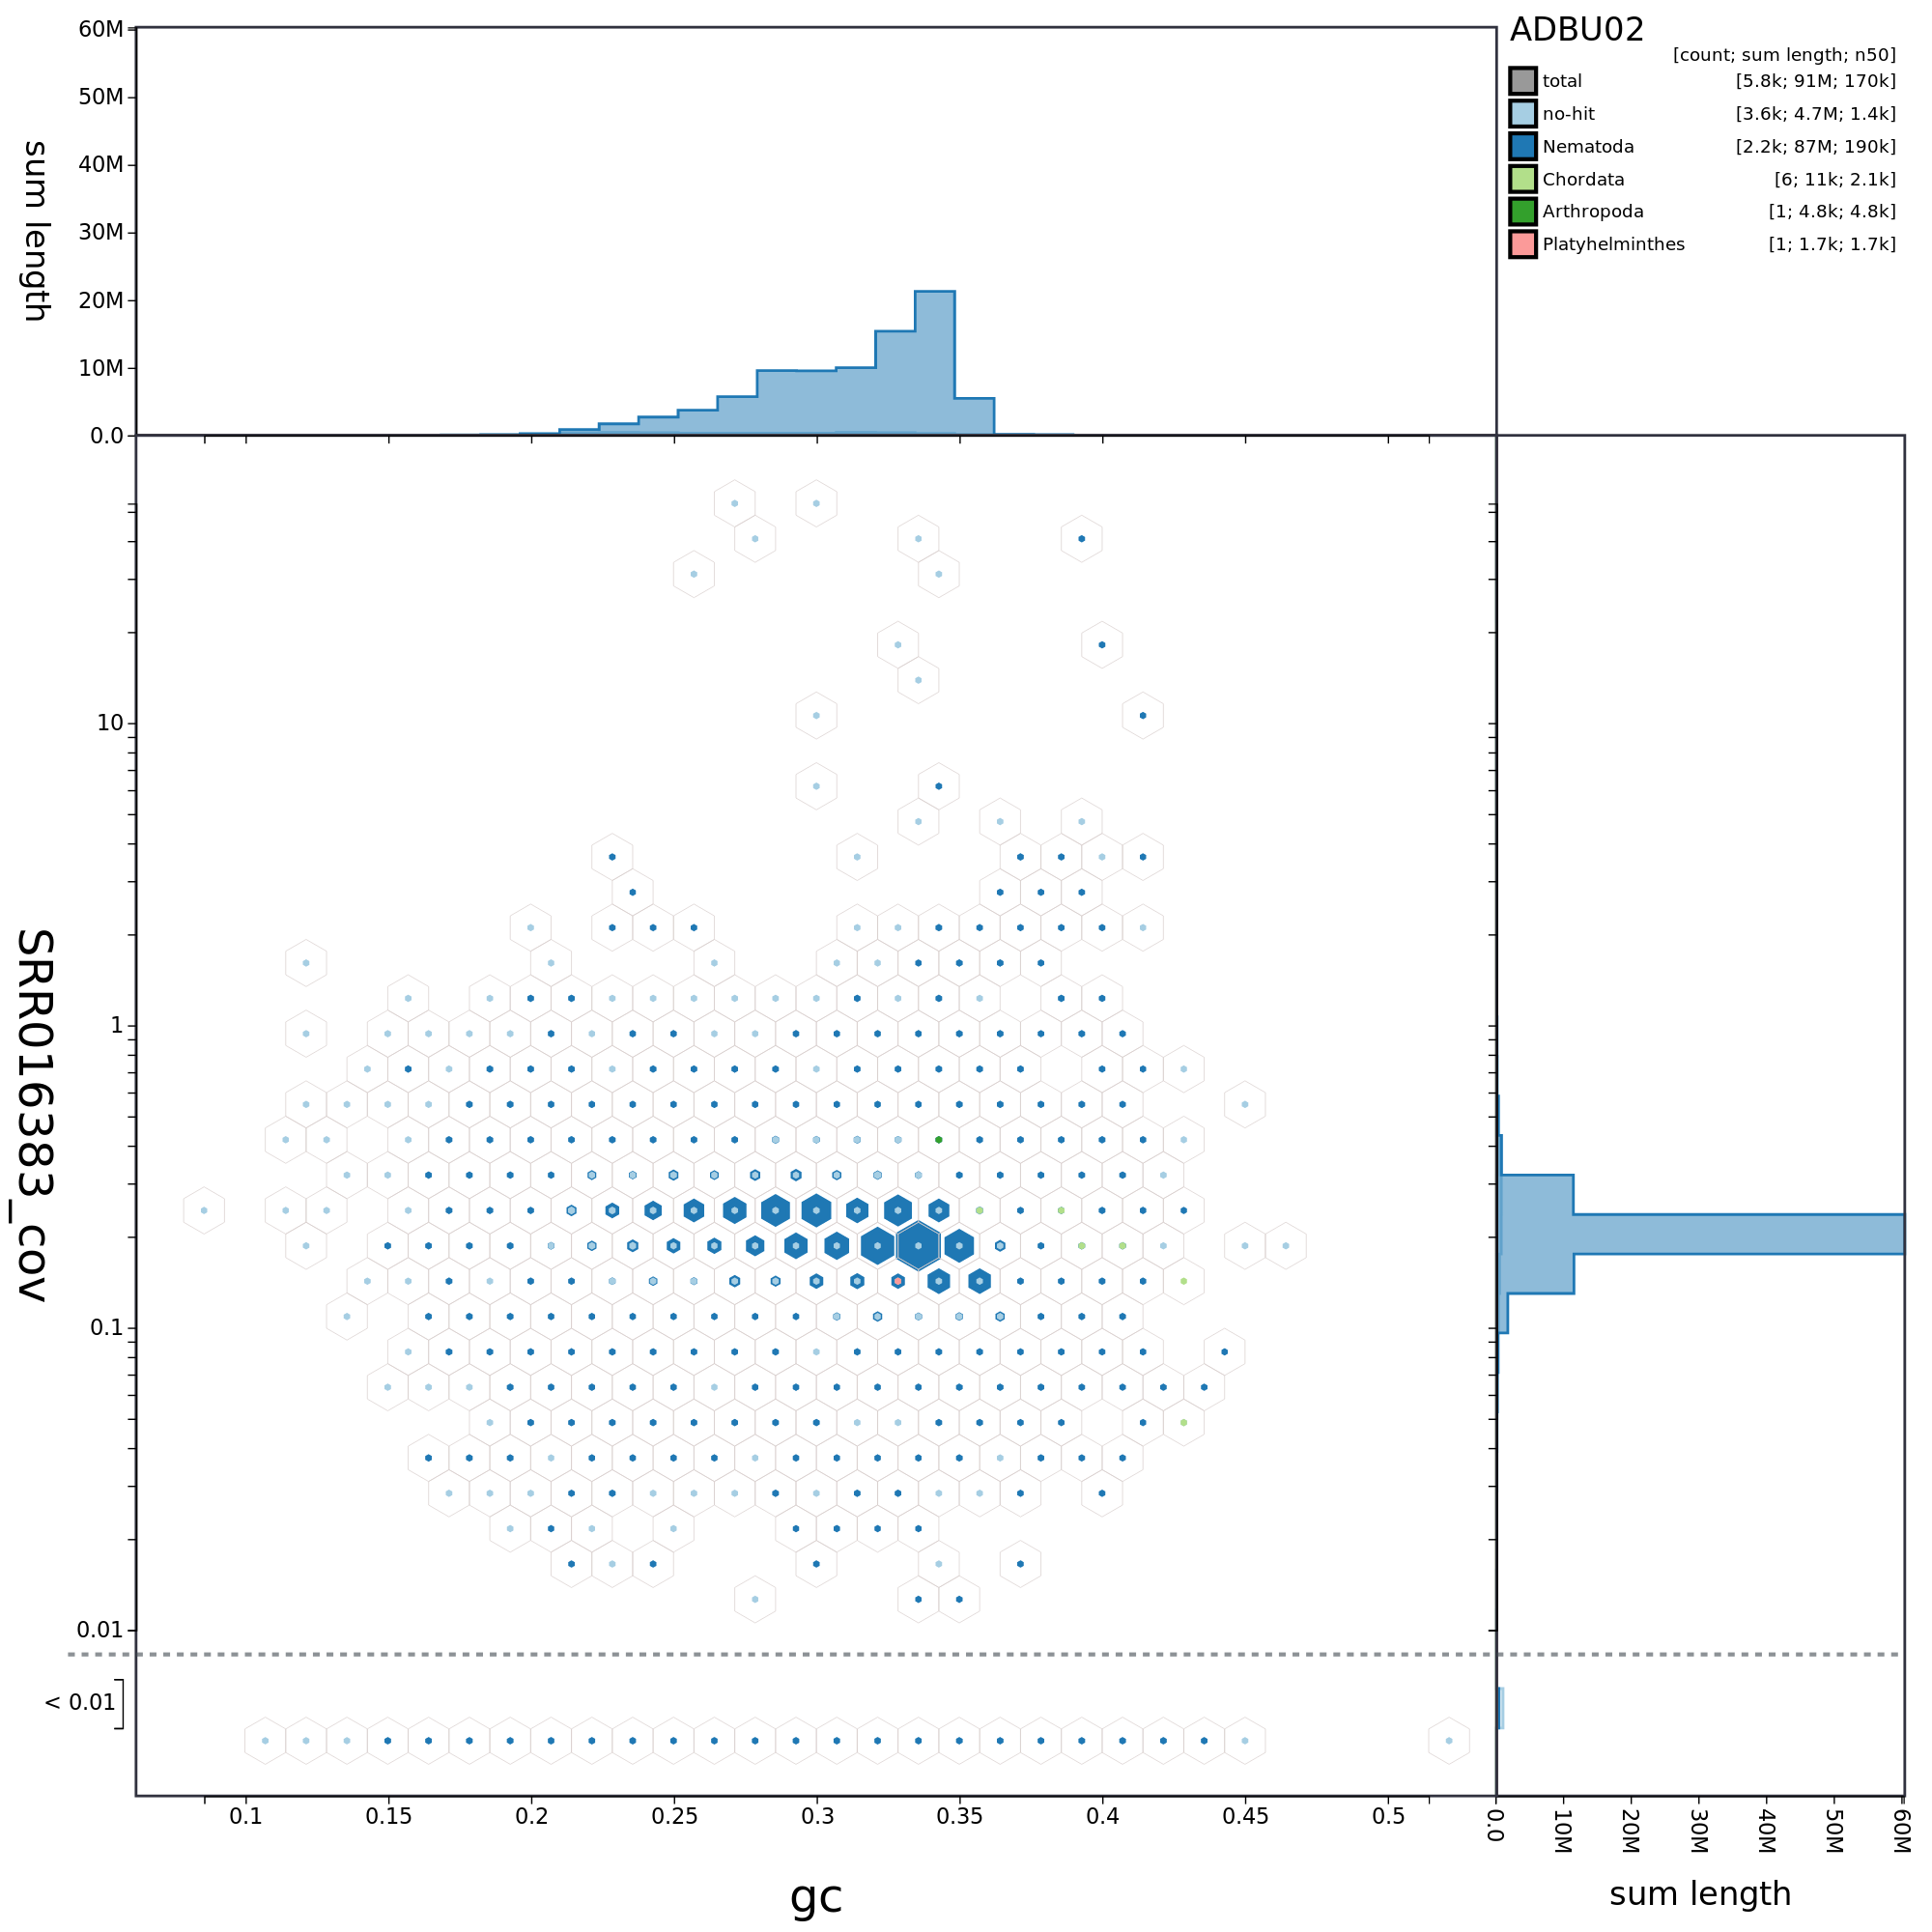 ADBU02
[count; sum length; n50]
total [5.8k; 91M; 170k]
no-hit [3.6k; 4.7M; 1.4k]
Nematoda [2.2k; 87M; 190k]
Chordata [6; 11k; 2.1k]
Arthropoda [1; 4.8k; 4.8k]
Platyhelminthes [1; 1.7k; 1.7k]
60M
50M
40M
30M
20M
10M
0.0
sum length
10
1
0.1
0.01
< 0.01
SRR016383_cov
0.1 0.15 0.2 0.25 0.3 0.35 0.4 0.45 0.5
gc
0.0 10M 20M 30M 40M 50M 60M
sum length